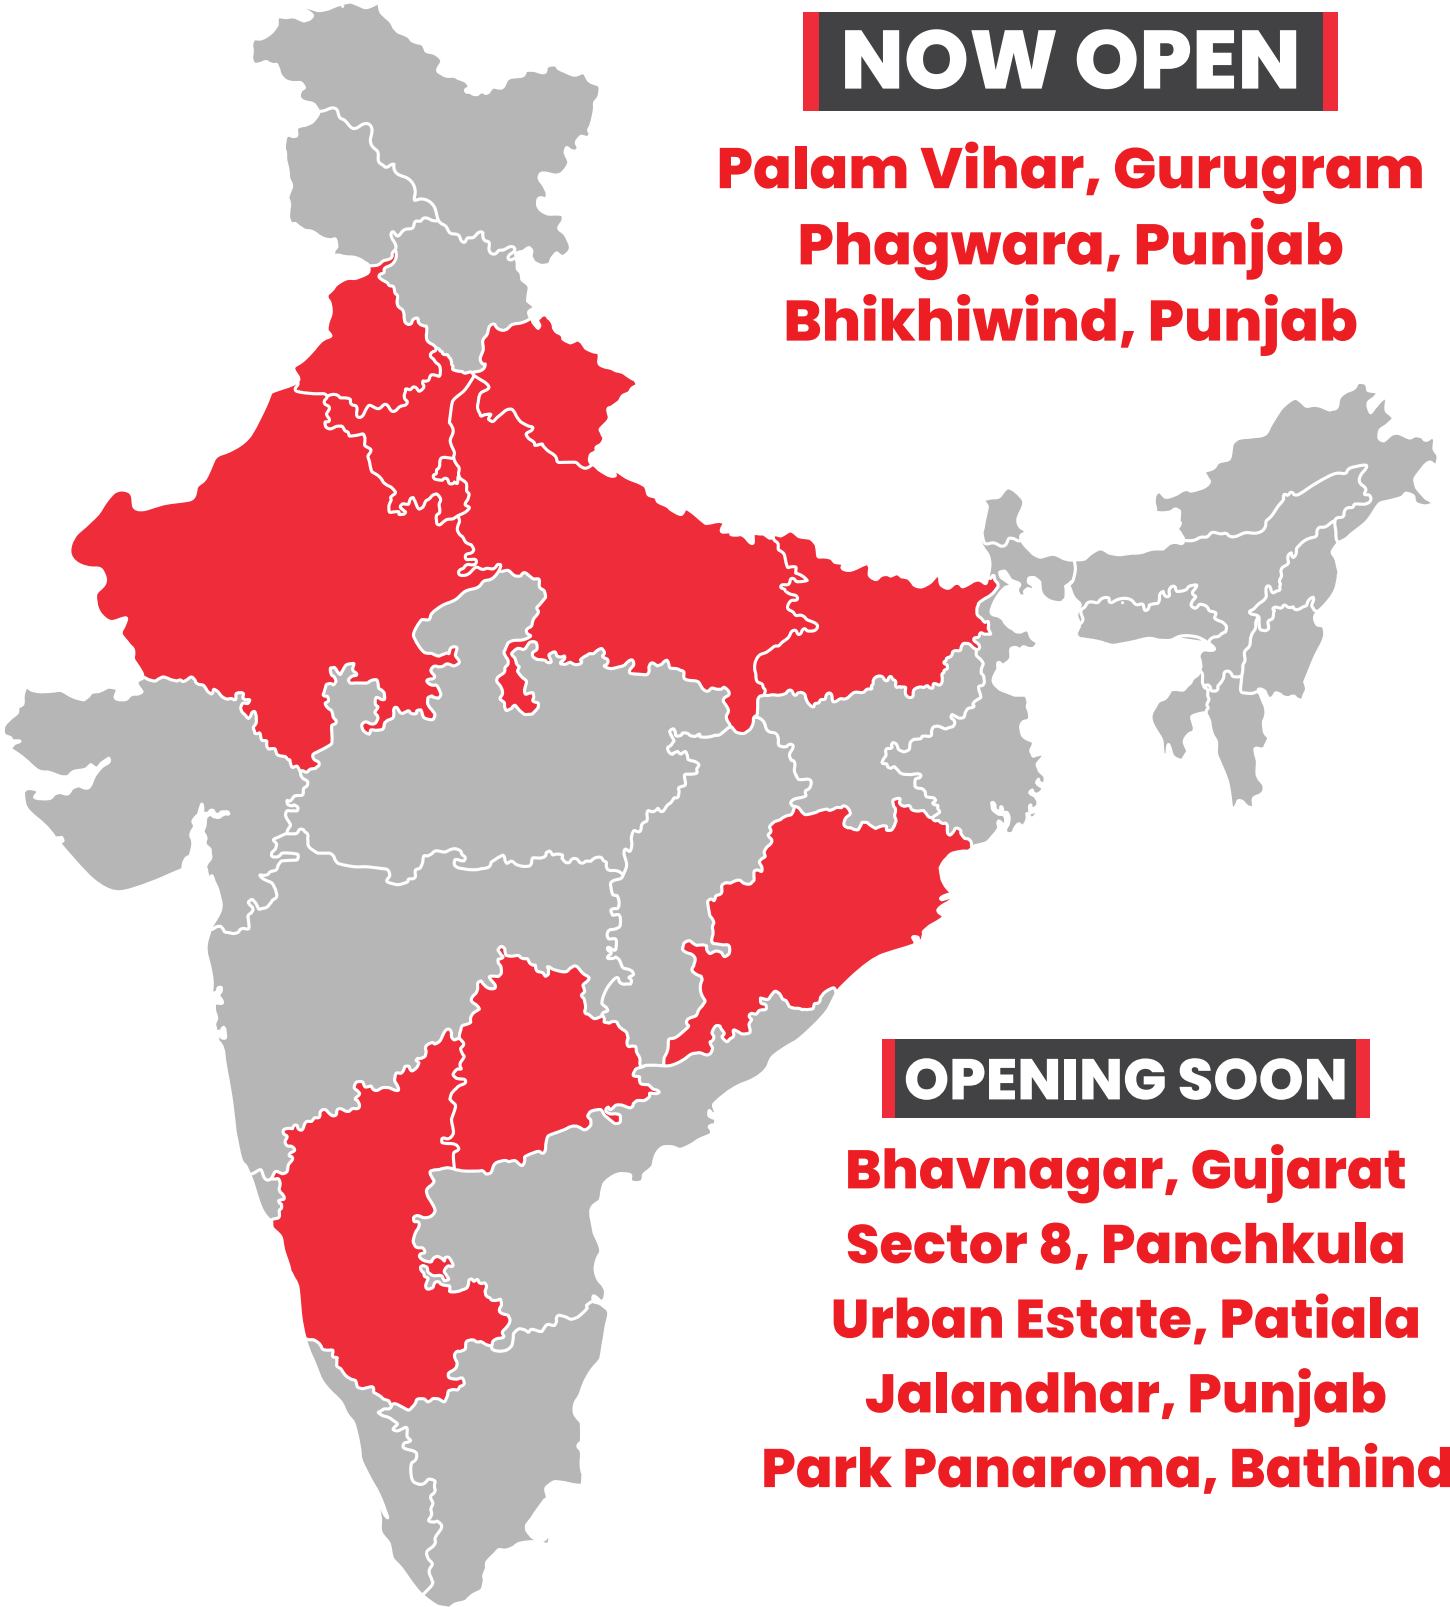 NOW OPEN
Palam Vihar, Gurugram
Phagwara, Punjab
Bhikhiwind, Punjab
OPENING SOON
Bhavnagar, Gujarat
Sector 8, Panchkula
Urban Estate, Patiala
Jalandhar, Punjab
Park Panaroma, Bathind